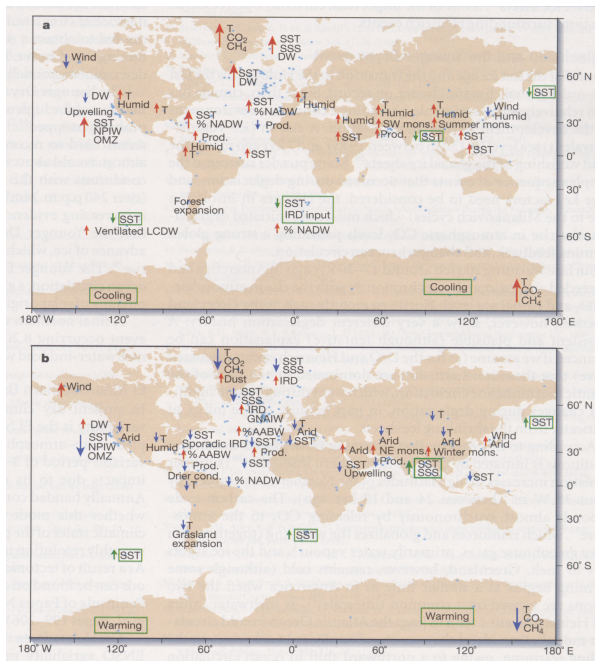 a
T
CO2
CH4
SST
SSS
DW
Wind
60˚ N
SST
DW
SST
DW
T
Humid
T
SST
%NADW
T
Humid
T
Humid
T
Humid
Wind
Humid
30˚
Upwelling
SST
NPIW
OMZ
SST
% NADW
Prod.
Humid
SW mons.
Summer mons.
Prod.
Humid
T
Prod.
SST
SST
SST
SST
SST
0˚
Forest
expansion
30˚
SST
SST
IRD input
Ventilated LCDW
% NADW
60˚ S
Cooling
Cooling
T
CO2
CH4
180˚ W
120˚
60˚
0˚
60˚
120˚
180˚ E
b
T
CO2
CH4
Dust
SST
SSS
IRD
Wind
60˚ N
SST
SSS
IRD
GNAIW
SST
DW
T
Arid
%AABW
T
Arid
T
T
Arid
T
Arid
Wind
Arid
SST
NPIW
OMZ
T
Humid
SST
Sporadic IRD
SST
SST
30˚
% AABW
Prod.
Arid
NE mons.
Winter mons.
Prod.
Drier cond.
SST
SST
Upwelling
Prod.
SST
SSS
T
% NADW
SST
0˚
T
Grasland
expansion
30˚
SST
SST
60˚ S
Warming
Warming
T
CO2
CH4
180˚ W
120˚
60˚
0˚
60˚
120˚
180˚ E